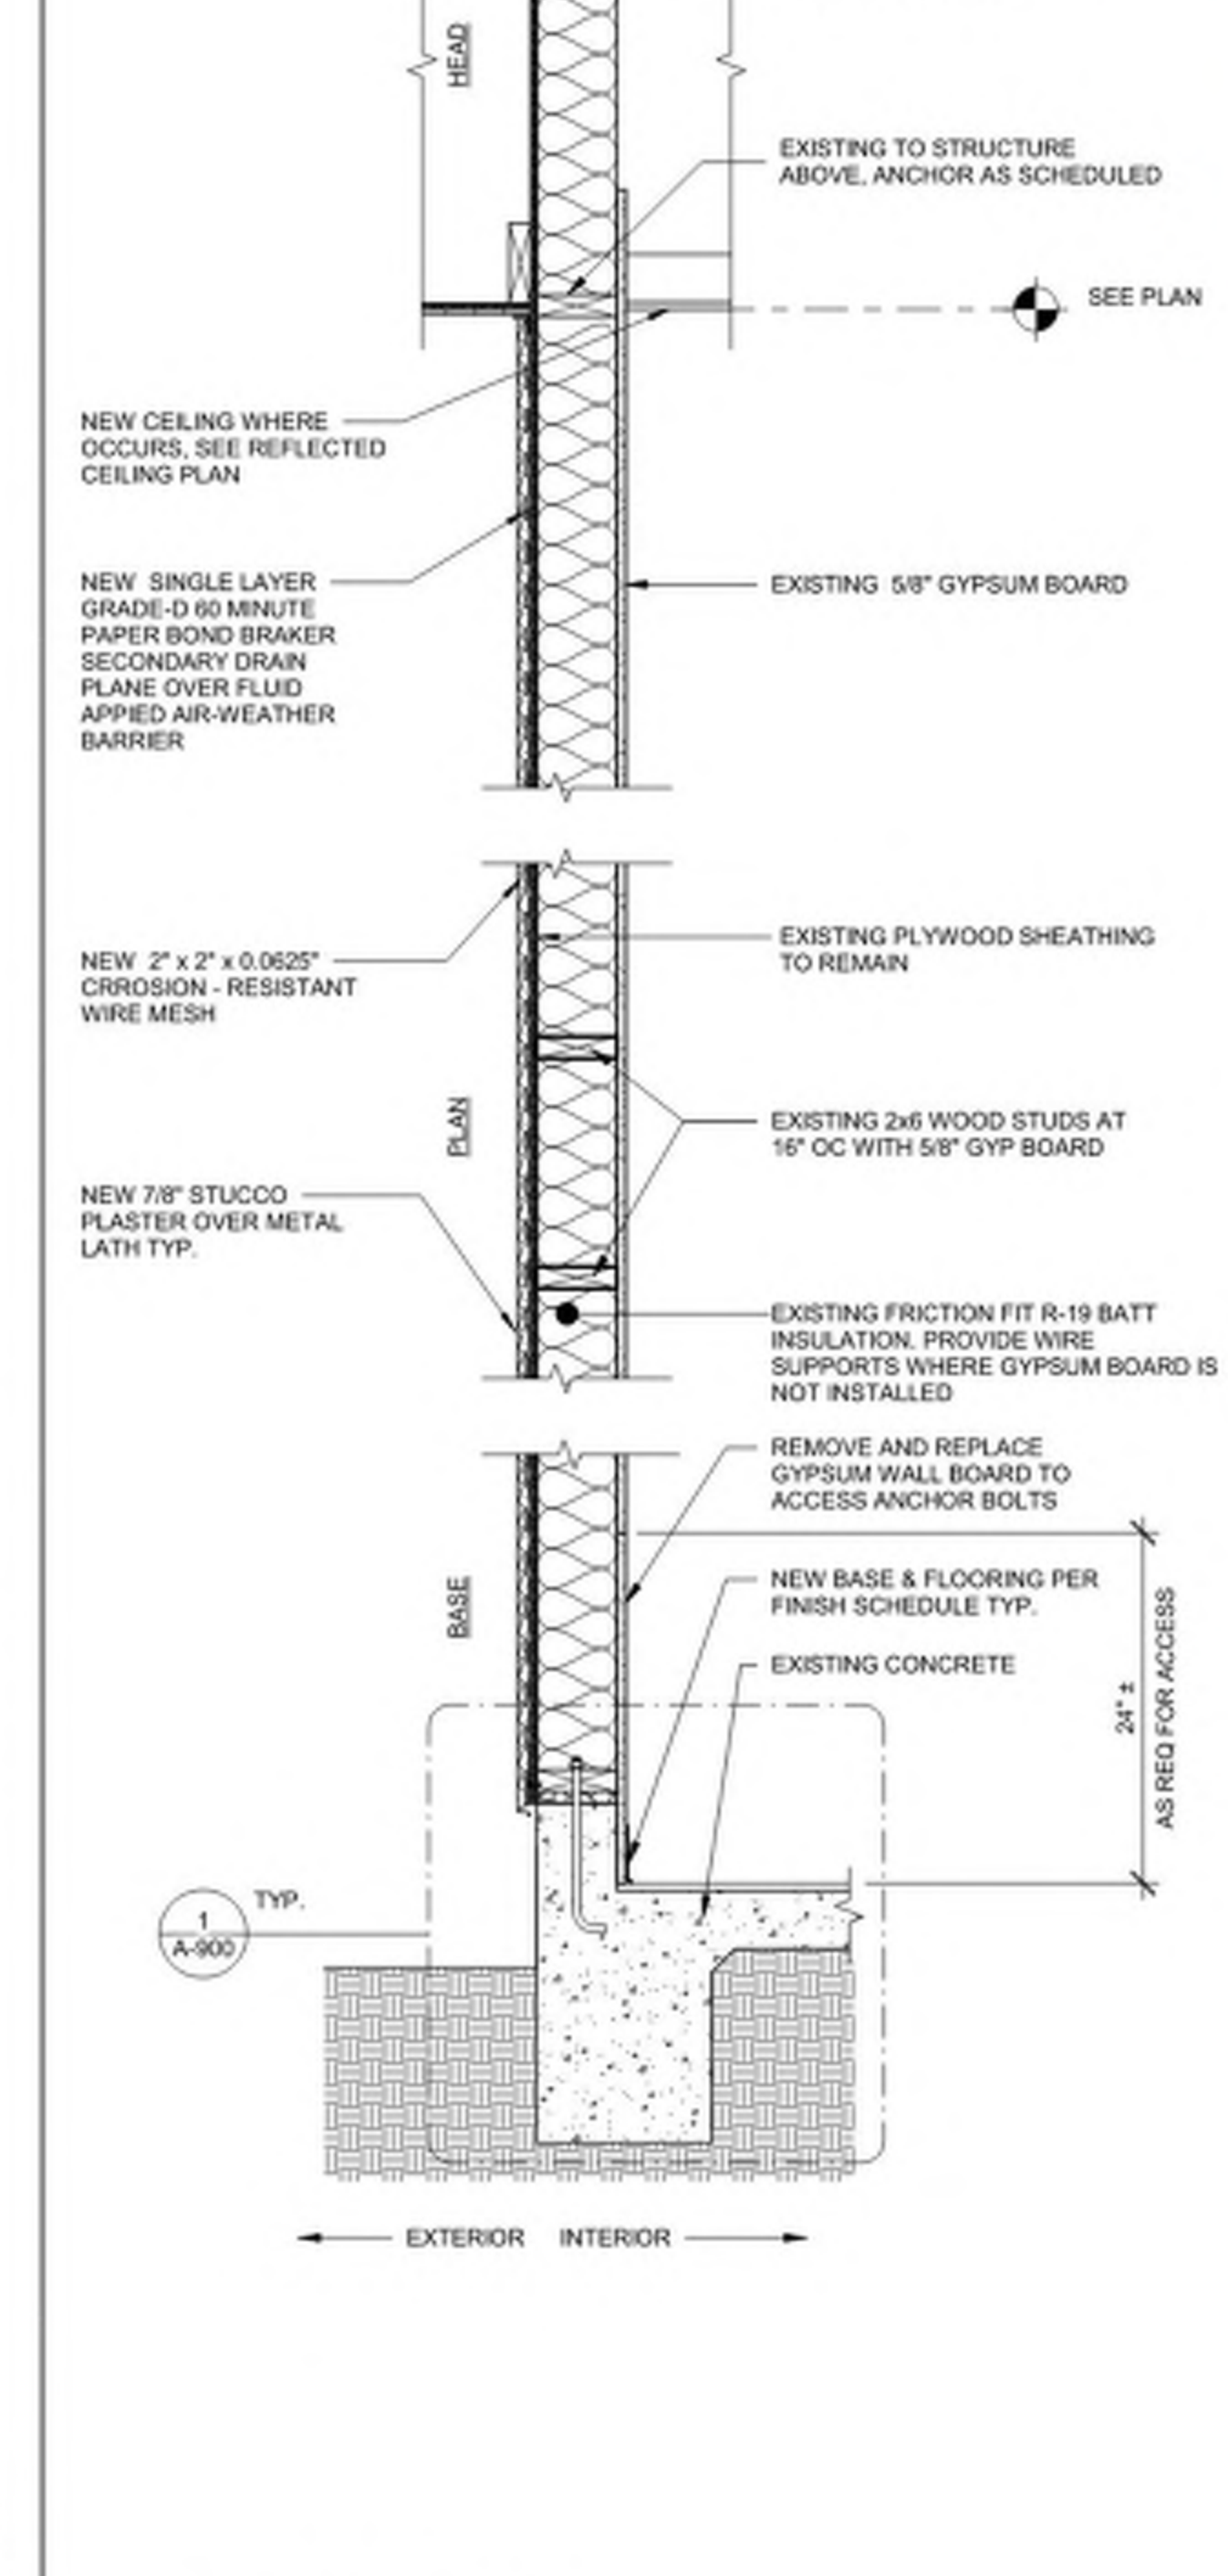 HEAD
EXISTING TO STRUCTURE
ABOVE, ANCHOR AS SCHEDULED
SEE PLAN
NEW CEILING WHERE
OCCURS, SEE REFLECTED
CEILING PLAN
NEW SINGLE LAYER
GRADE-D 60 MINUTE
PAPER BOND BRAKER
SECONDARY DRAIN
PLANE OVER FLUID
APPIED AIR-WEATHER
BARRIER
EXISTING 5/8" GYPSUM BOARD
NEW 2" x 2" x 0.0625"
CRROSION - RESISTANT
WIRE MESH
EXISTING PLYWOOD SHEATHING
TO REMAIN
PLAN
EXISTING 2x6 WOOD STUDS AT
16" OC WITH 5/8" GYP BOARD
NEW 7/8" STUCCO
PLASTER OVER METAL
LATH TYP.
EXISTING FRICTION FIT R-19 BATT
INSULATION. PROVIDE WIRE
SUPPORTS WHERE GYPSUM BOARD IS
NOT INSTALLED
REMOVE AND REPLACE
GYPSUM WALL BOARD TO
ACCESS ANCHOR BOLTS
BASE
NEW BASE & FLOORING PER
FINISH SCHEDULE TYP.
EXISTING CONCRETE
24" ±
AS REQ FOR ACCESS
TYP.
1
A-900
EXTERIOR INTERIOR